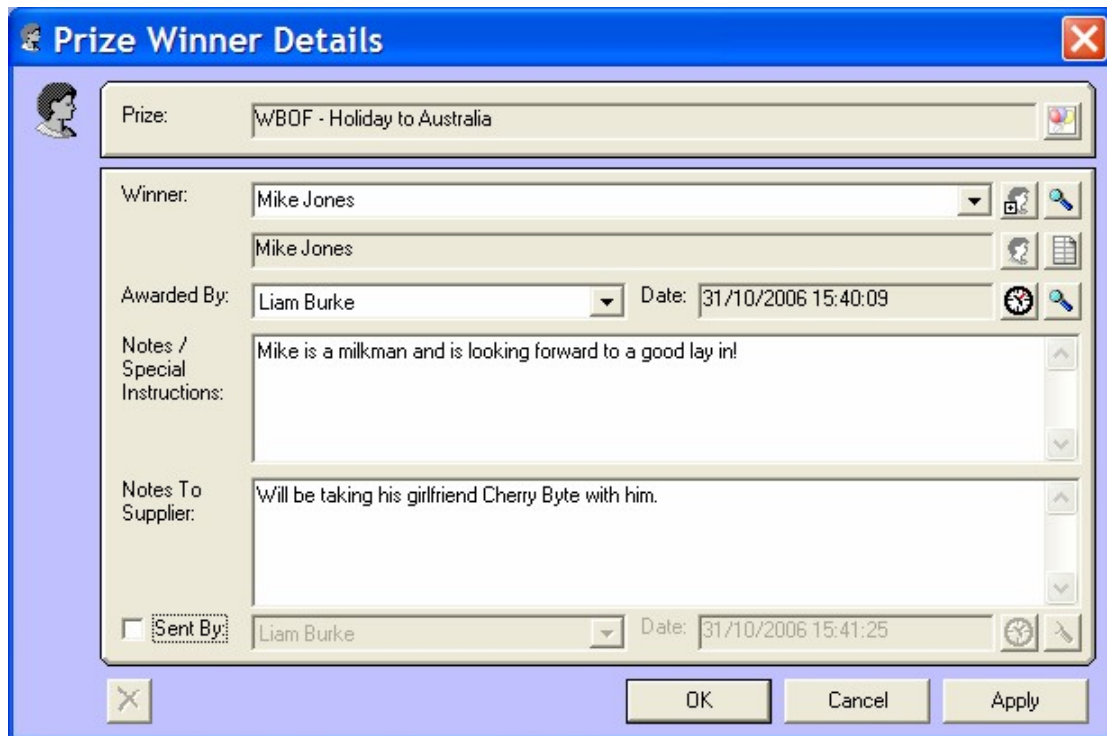 Prize Winner Details
Prize: WBOF - Holiday to Australia
Winner: Mike Jones
Mike Jones
Awarded By: Liam Burke Date: 31/10/2006 15:40:09
Notes /
Special
Instructions:
Mike is a milkman and is looking forward to a good lay in!
Notes To
Supplier:
Will be taking his girlfriend Cherry Byte with him.
Sent By: Liam Burke Date: 31/10/2006 15:41:25
OK Cancel Apply